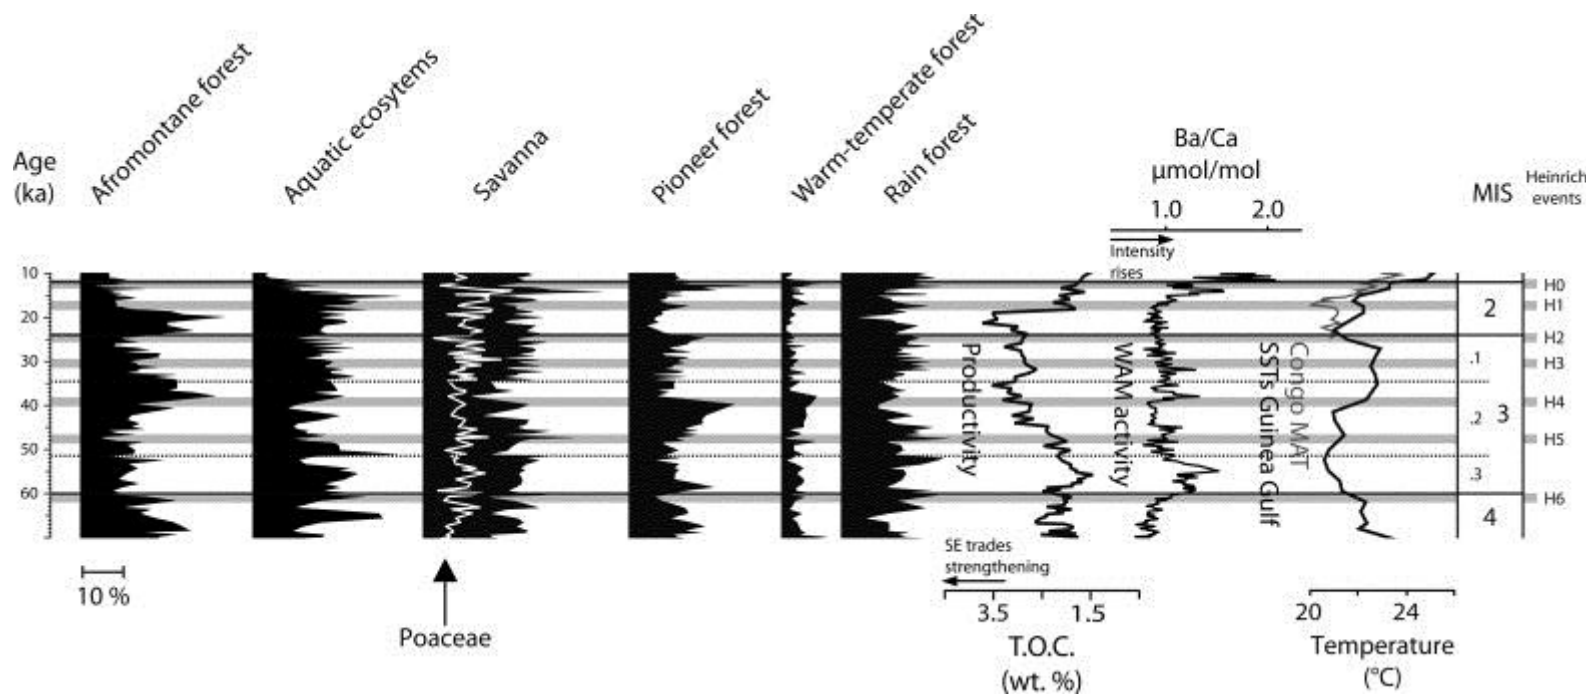 Age
(ka)
Afromontane forest
Aquatic ecosytems
Savanna
Pioneer forest
Warm-temperate forest
Rain forest
Ba/Ca
µmol/mol
1.0 2.0
Intensity
rises
MIS
Heinrich
events
10
20
30
40
50
60
Productivity
WAM activity
SSTs Guinea Gulf
Congo MAT
2
.1
3
.2
.3
4
H0
H1
H2
H3
H4
H5
H6
10 %
Poaceae
SE trades
strengthening
3.5 1.5
T.O.C.
(wt. %)
20 24
Temperature
(°C)